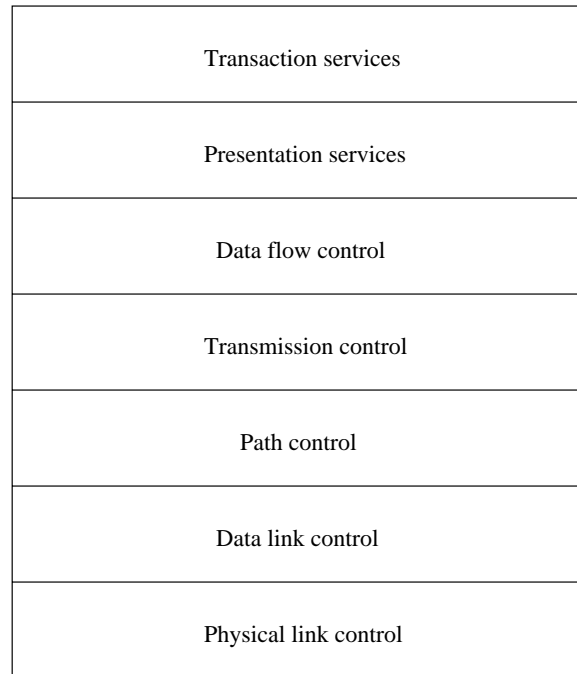 Transaction services
Presentation services
Data flow control
Transmission control
Path control
Data link control
Physical link control